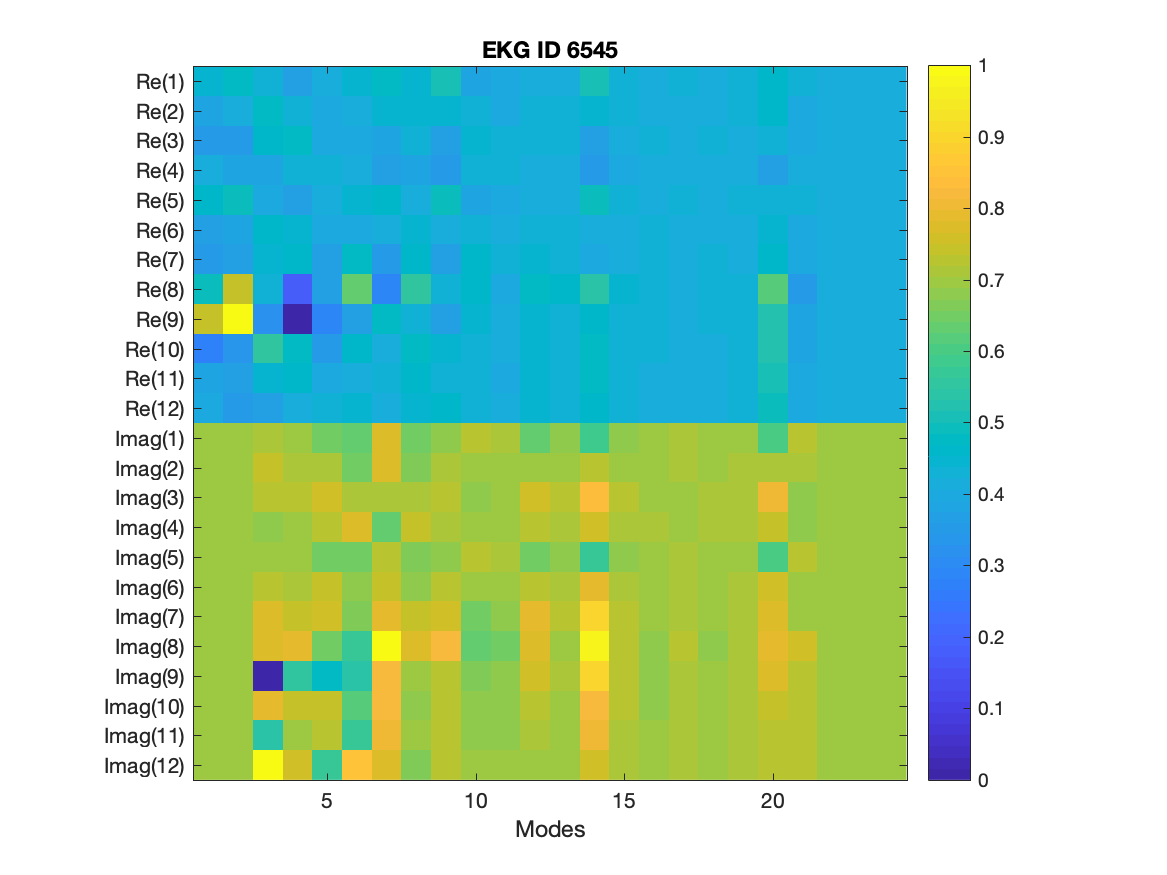 EKG ID 6545
Re(1)
Re(2)
Re(3)
Re(4)
Re(5)
Re(6)
Re(7)
Re(8)
Re(9)
Re(10)
Re(11)
Re(12)
Imag(1)
Imag(2)
Imag(3)
Imag(4)
Imag(5)
Imag(6)
Imag(7)
Imag(8)
Imag(9)
Imag(10)
Imag(11)
Imag(12)
5 10 15 20
Modes
1
0.9
0.8
0.7
0.6
0.5
0.4
0.3
0.2
0.1
0